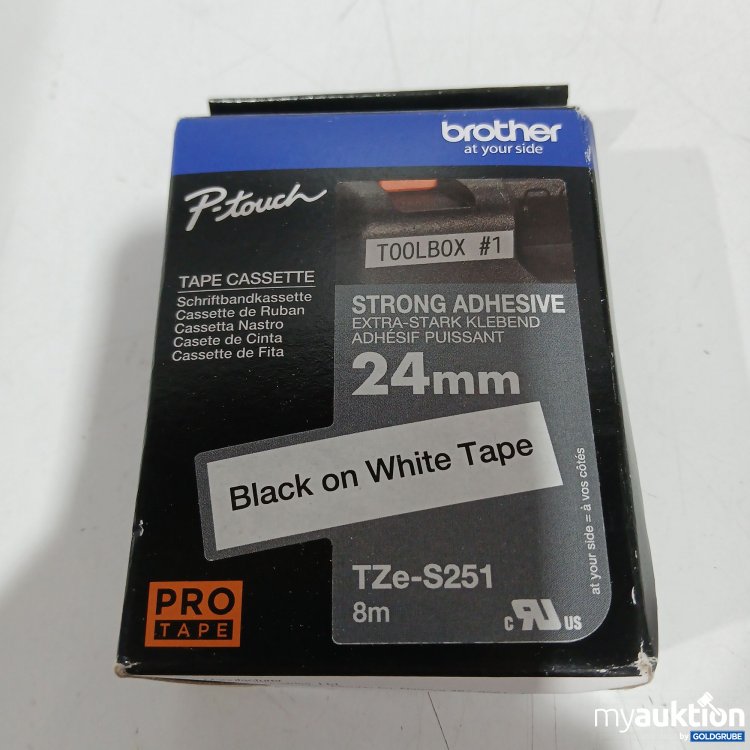 brother
at your side
P-touch
TOOLBOX #1
TAPE CASSETTE
Schriftbandkassette
Cassette de Ruban
Cassetta Nastro
Casete de Cinta
Cassette de Fita
STRONG ADHESIVE
EXTRA-STARK KLEBEND
ADHÉSIF PUISSANT
24mm
Black on White Tape
at your side = à vos côtés
TZe-S251
8m
PRO
TAPE
c RU US
myauktion
by GOLDGRUBE